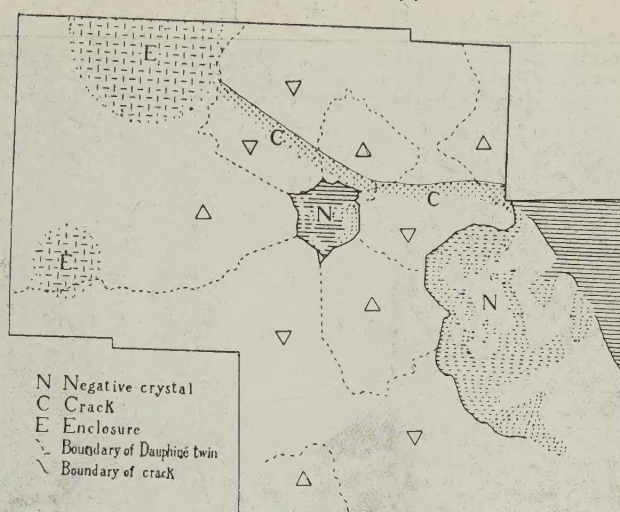 E
C
C
N
E
N
N Negative crystal
C Crack
E Enclosure
Boundary of Dauphiné twin
Boundary of crack